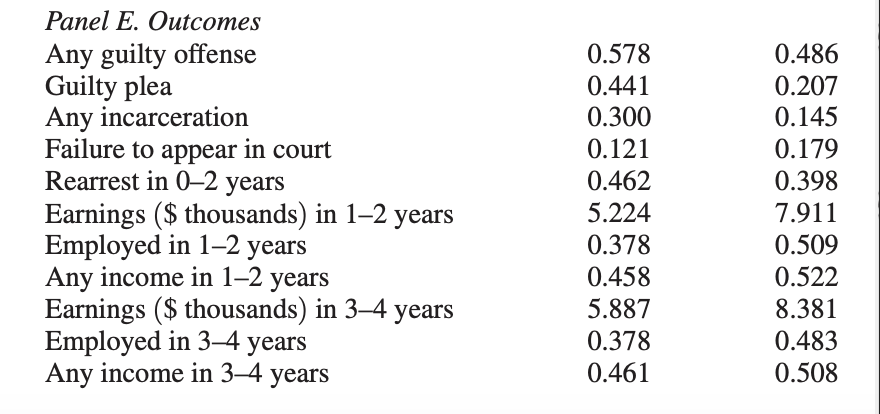 Panel E. Outcomes
Any guilty offense 0.578 0.486
Guilty plea 0.441 0.207
Any incarceration 0.300 0.145
Failure to appear in court 0.121 0.179
Rearrest in 0–2 years 0.462 0.398
Earnings ($ thousands) in 1–2 years 5.224 7.911
Employed in 1–2 years 0.378 0.509
Any income in 1–2 years 0.458 0.522
Earnings ($ thousands) in 3–4 years 5.887 8.381
Employed in 3–4 years 0.378 0.483
Any income in 3–4 years 0.461 0.508